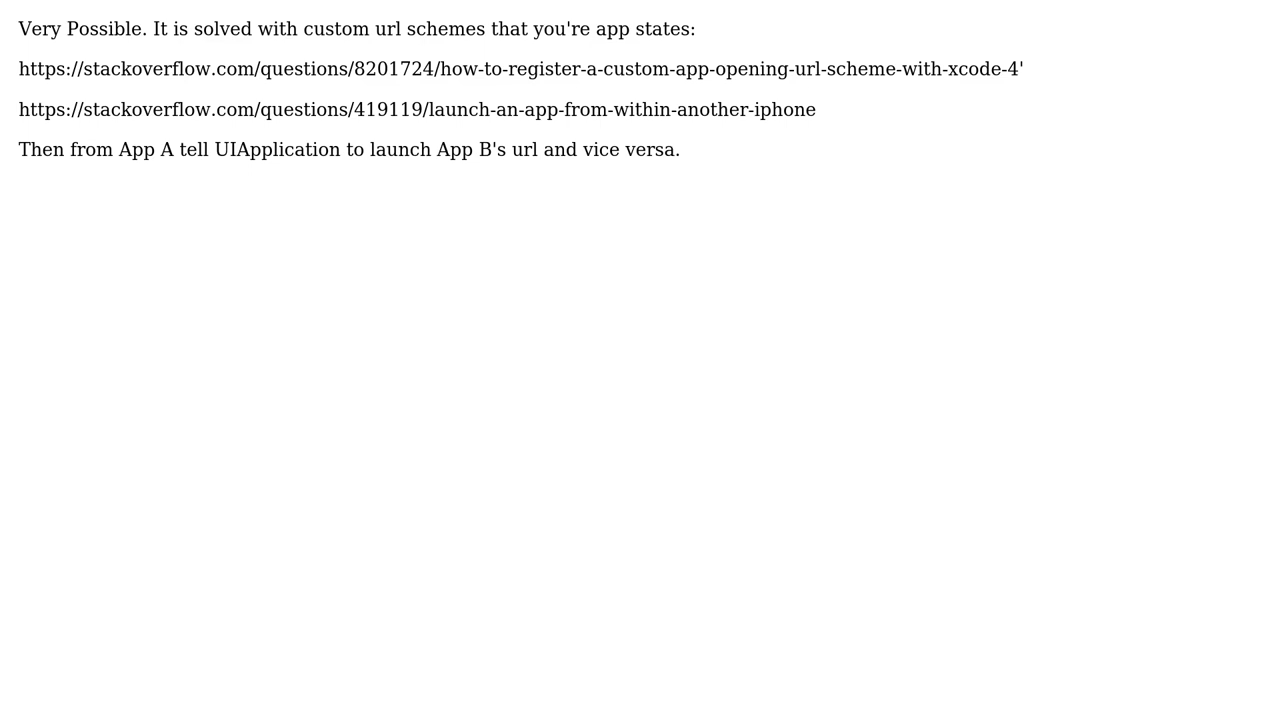 Very Possible. It is solved with custom url schemes that you're app states:
https://stackoverflow.com/questions/8201724/how-to-register-a-custom-app-opening-url-scheme-with-xcode-4'
https://stackoverflow.com/questions/419119/launch-an-app-from-within-another-iphone
Then from App A tell UIApplication to launch App B's url and vice versa.